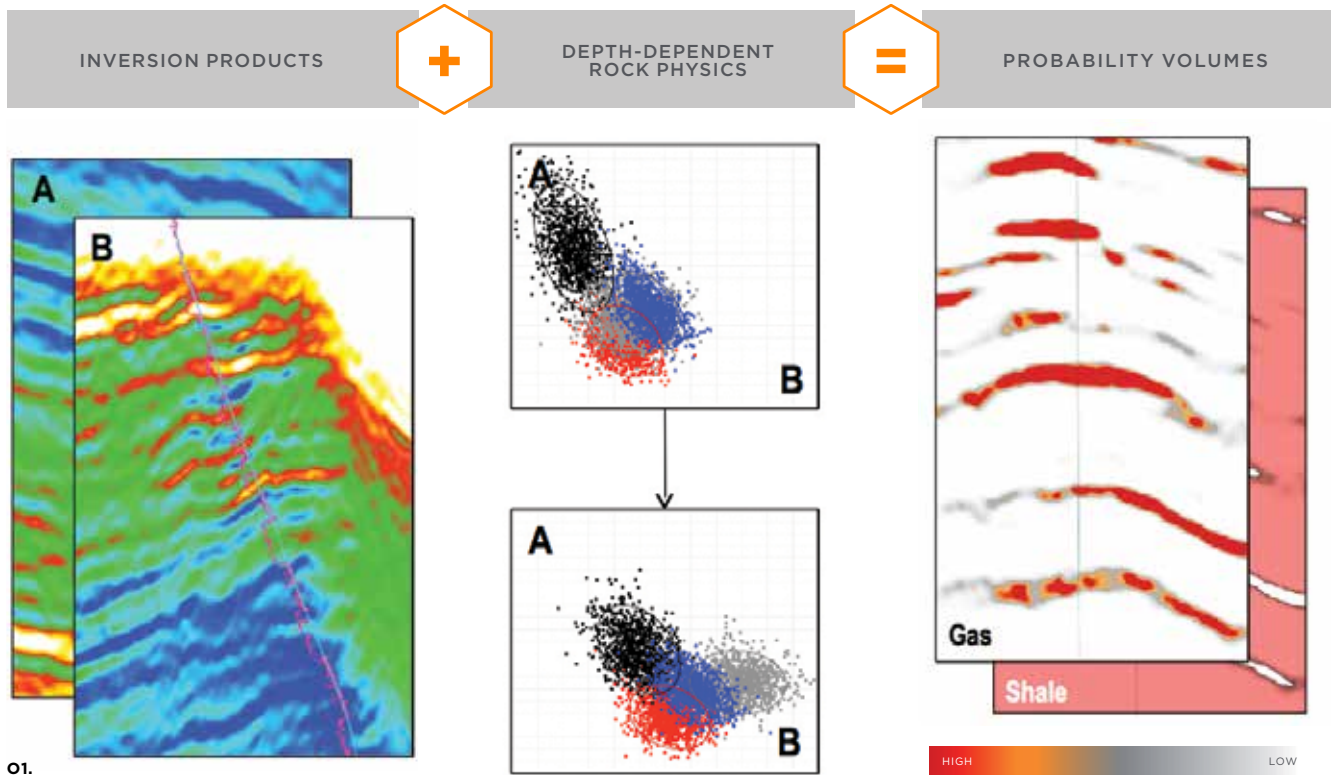 INVERSION PRODUCTS
+
DEPTH-DEPENDENT
ROCK PHYSICS
=
PROBABILITY VOLUMES
A
B
A
B
A
B
Gas
Shale
HIGH
LOW
01.